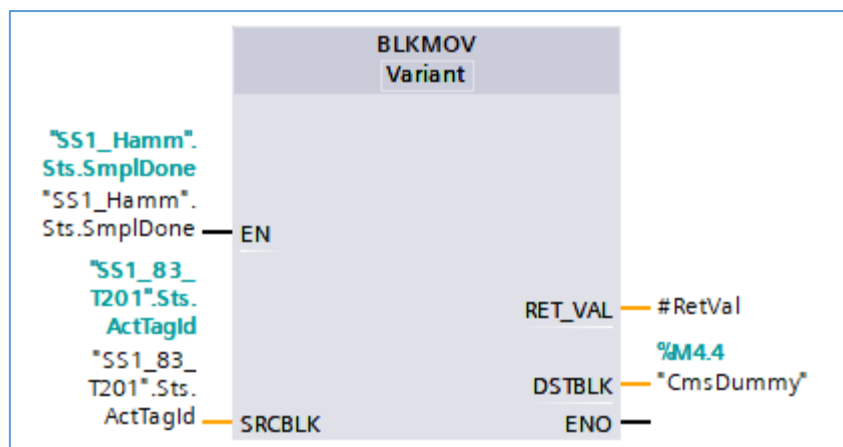 BLKMOV
Variant
"SS1_Hamm".
Sts.SmplDone
"SS1_Hamm".
Sts.SmplDone
EN
"SS1_83_
T201".Sts.
ActTagId
"SS1_83_
T201".Sts.
ActTagId
SRCBLK
RET_VAL
#RetVal
%M4.4
DSTBLK
"CmsDummy"
ENO